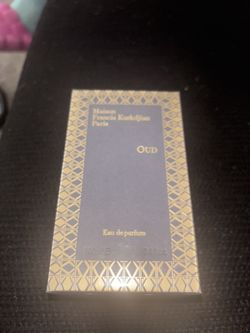 Maison
Francis Kurkdjian
Paris
OUD
Eau de parfum